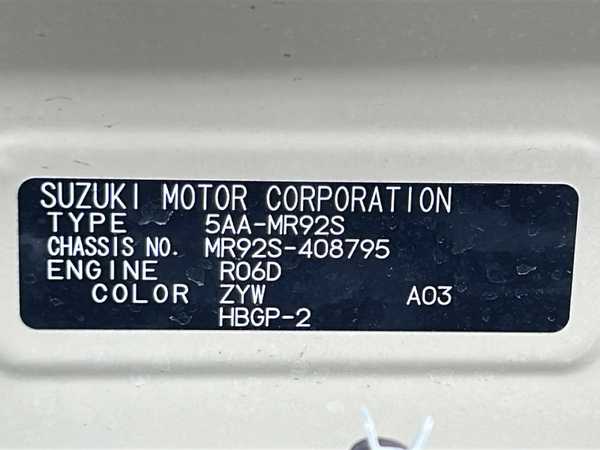 SUZUKI MOTOR CORPORATION
TYPE 5AA-MR92S
CHASSIS NO. MR92S-408795
ENGINE R06D
COLOR ZYW A03
HBGP-2